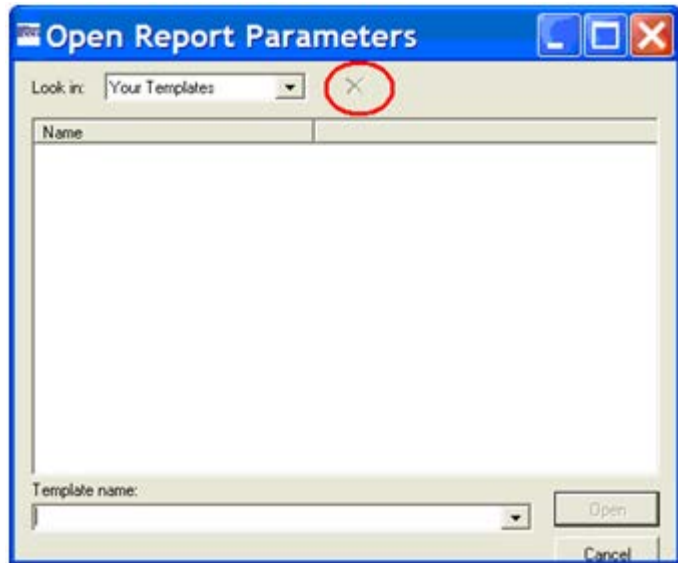 Open Report Parameters
Look in: Your Templates
Name
Template name:
Open
Cancel